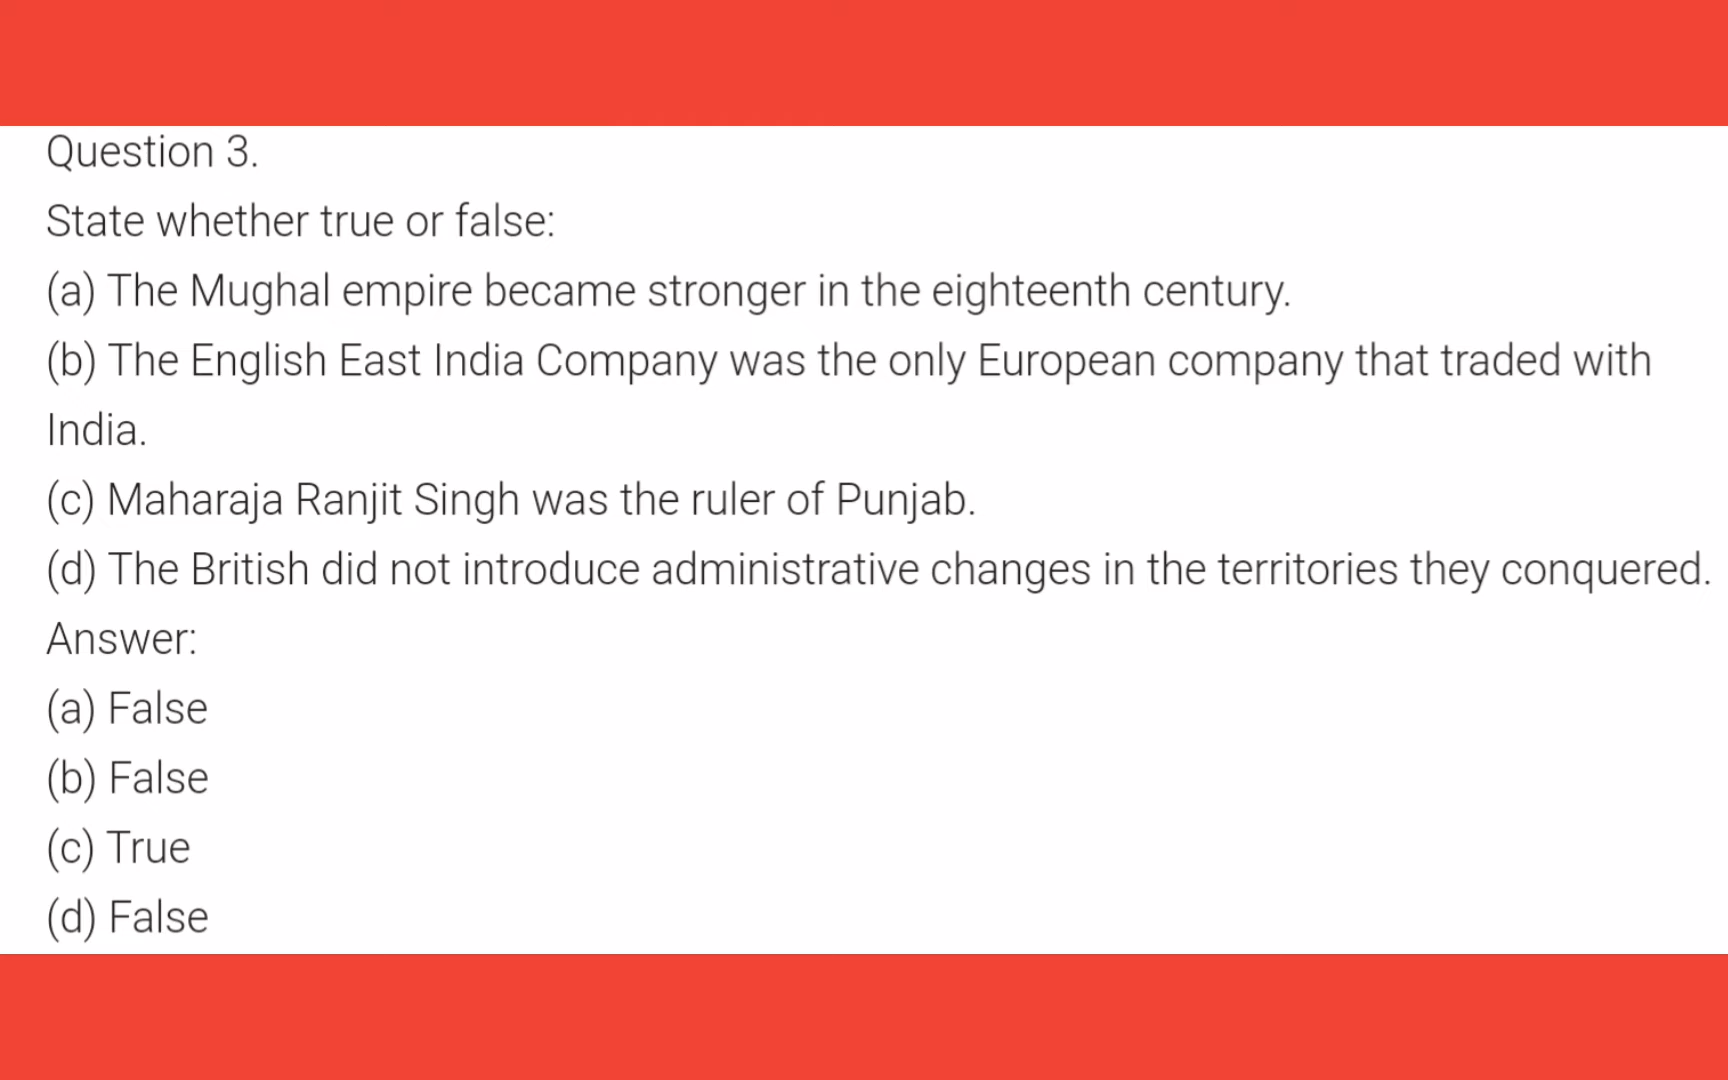 Question 3.
State whether true or false:
(a) The Mughal empire became stronger in the eighteenth century.
(b) The English East India Company was the only European company that traded with
India.
(c) Maharaja Ranjit Singh was the ruler of Punjab.
(d) The British did not introduce administrative changes in the territories they conquered.
Answer:
(a) False
(b) False
(c) True
(d) False